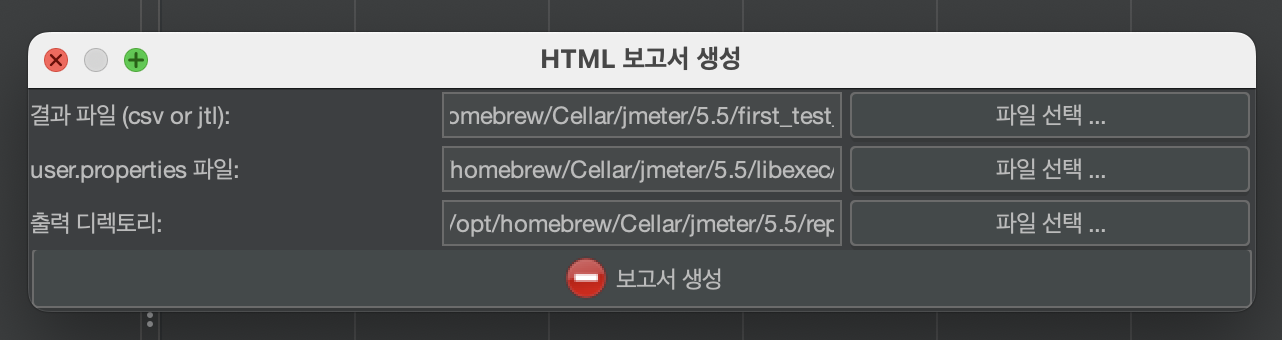 HTML 보고서 생성
결과 파일 (csv or jtl): omebrew/Cellar/jmeter/5.5/first_test_ 파일 선택 ...
user.properties 파일: homebrew/Cellar/jmeter/5.5/libexec/ 파일 선택 ...
출력 디렉토리: /opt/homebrew/Cellar/jmeter/5.5/rep 파일 선택 ...
보고서 생성